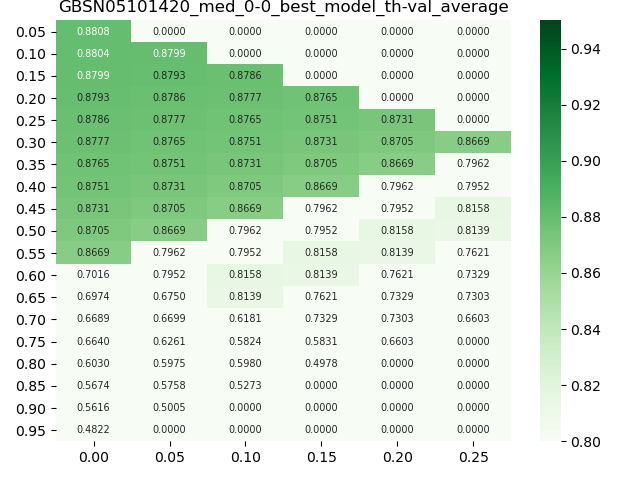 GBSN05101420_med_0-0_best_model_th-val_average
0.05 0.8808 0.0000 0.0000 0.0000 0.0000 0.0000
0.10 0.8804 0.8799 0.0000 0.0000 0.0000 0.0000
0.15 0.8799 0.8793 0.8786 0.0000 0.0000 0.0000
0.20 0.8793 0.8786 0.8777 0.8765 0.0000 0.0000
0.25 0.8786 0.8777 0.8765 0.8751 0.8731 0.0000
0.30 0.8777 0.8765 0.8751 0.8731 0.8705 0.8669
0.35 0.8765 0.8751 0.8731 0.8705 0.8669 0.7962
0.40 0.8751 0.8731 0.8705 0.8669 0.7962 0.7952
0.45 0.8731 0.8705 0.8669 0.7962 0.7952 0.8158
0.50 0.8705 0.8669 0.7962 0.7952 0.8158 0.8139
0.55 0.8669 0.7962 0.7952 0.8158 0.8139 0.7621
0.60 0.7016 0.7952 0.8158 0.8139 0.7621 0.7329
0.65 0.6974 0.6750 0.8139 0.7621 0.7329 0.7303
0.70 0.6689 0.6699 0.6181 0.7329 0.7303 0.6603
0.75 0.6640 0.6261 0.5824 0.5831 0.6603 0.0000
0.80 0.6030 0.5975 0.5980 0.4978 0.0000 0.0000
0.85 0.5674 0.5758 0.5273 0.0000 0.0000 0.0000
0.90 0.5616 0.5005 0.0000 0.0000 0.0000 0.0000
0.95 0.4822 0.0000 0.0000 0.0000 0.0000 0.0000
0.00 0.05 0.10 0.15 0.20 0.25
0.94
0.92
0.90
0.88
0.86
0.84
0.82
0.80